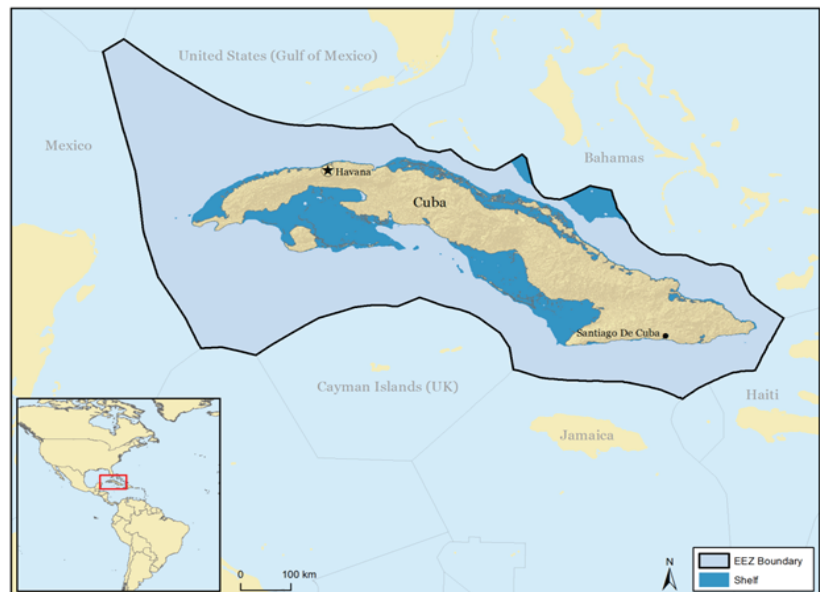 United States (Gulf of Mexico)
Mexico
Bahamas
Havana
Cuba
Santiago De Cuba
Cayman Islands (UK)
Haiti
Jamaica
0 100 km
N
EEZ Boundary
Shelf